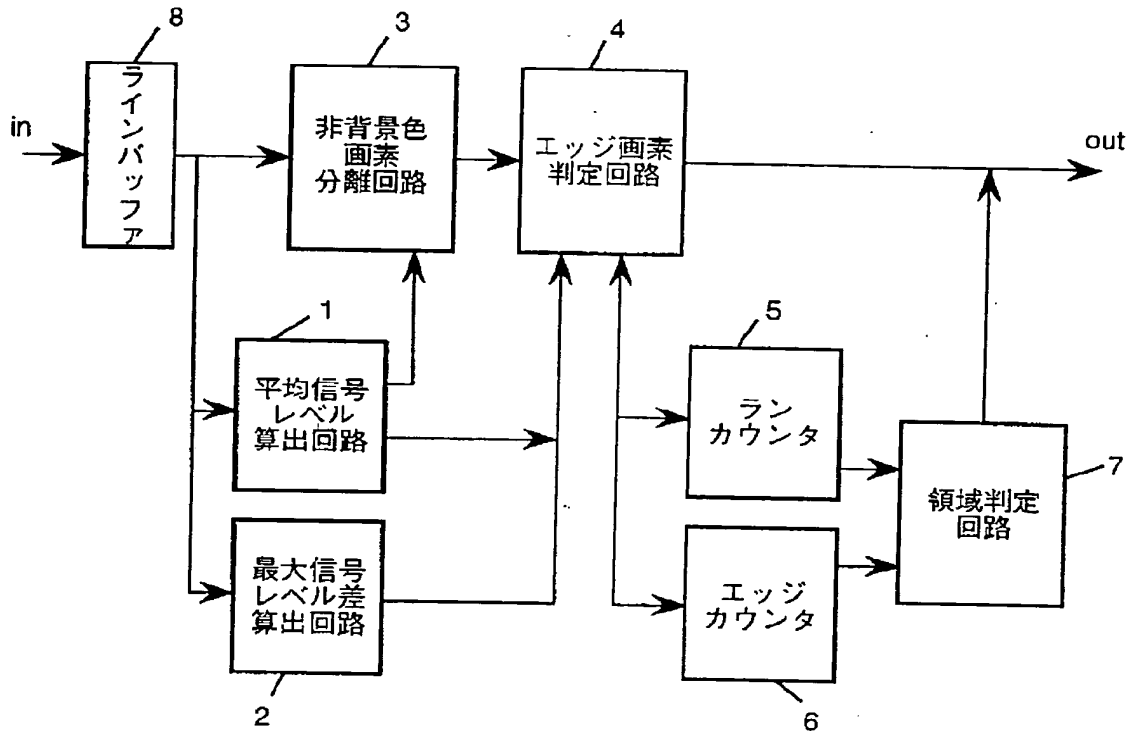 8
ラインバッファ
in
3
非背景色
画素
分離回路
4
エッジ画素
判定回路
out
1
平均信号
レベル
算出回路
5
ラン
カウンタ
領域判定
回路
7
最大信号
レベル差
算出回路
2
エッジ
カウンタ
6